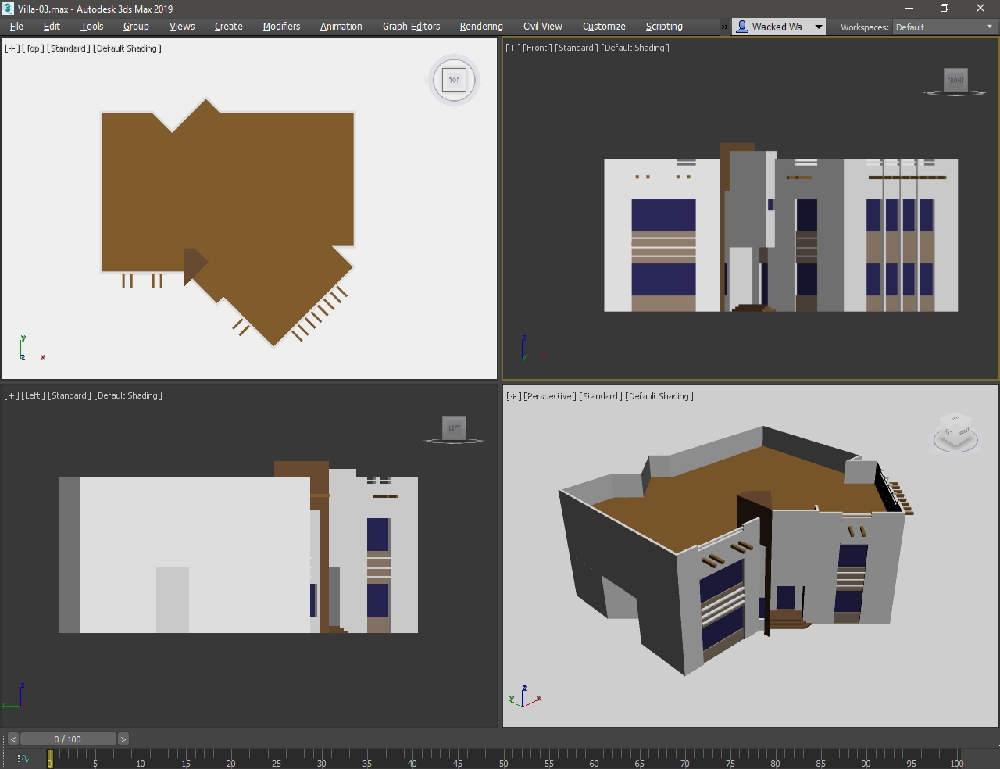 Villa-03.max - Autodesk 3ds Max 2019
File Edit Tools Group Views Create Modifiers Animation Graph Editors Rendering Civil View Customize Scripting » Wacked Wa Workspaces: Default
[+] [Top] [Standard] [Default Shading]
TOP
y
z x
[+] [Front] [Standard] [Default Shading]
FRONT
z
[+] [Left] [Standard] [Default Shading]
LEFT
z
[+] [Perspective] [Standard] [Default Shading]
z
y x
< 0 / 100 >
0 5 10 15 20 25 30 35 40 45 50 55 60 65 70 75 80 85 90 95 100